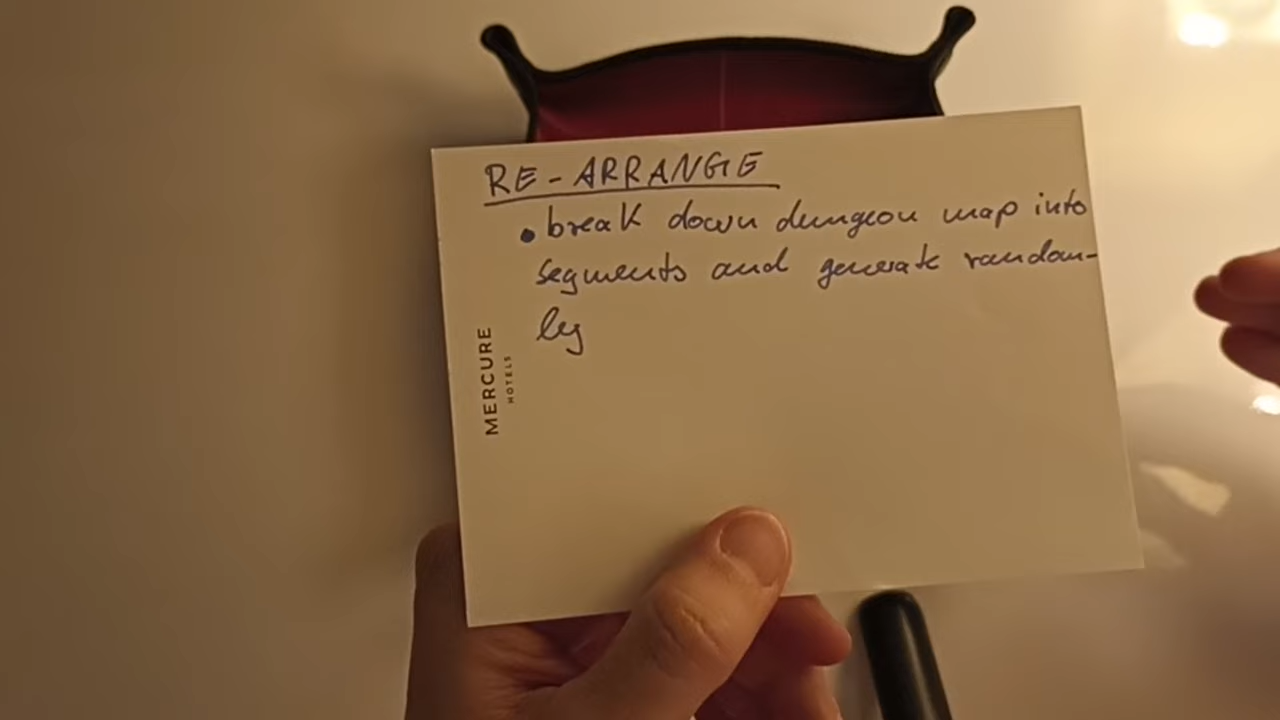 RE-ARRANGE
• break down dungeon map into
segments and generate random-
ly
MERCURE
HOTELS